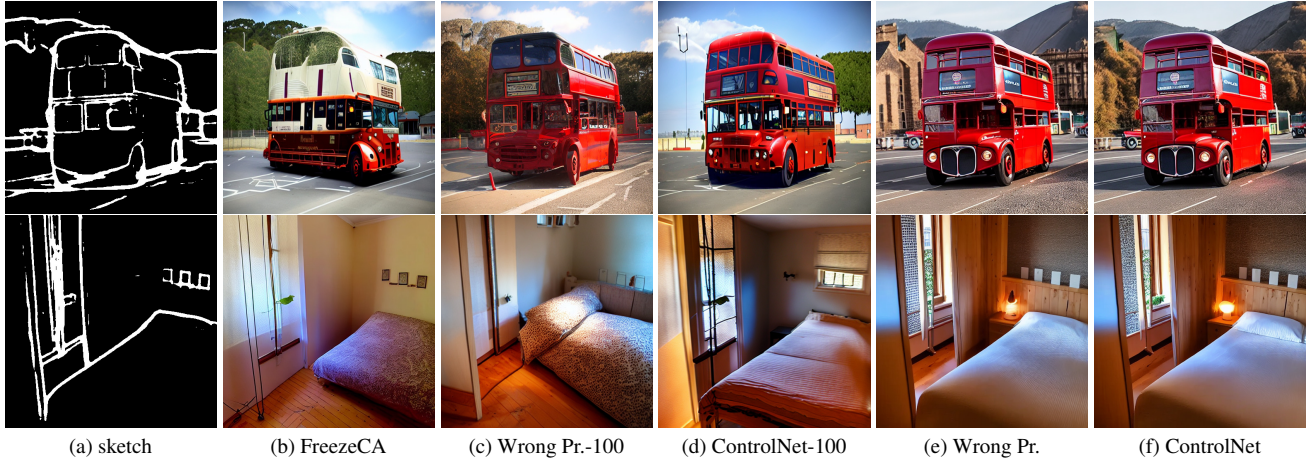 (a) sketch
(b) FreezeCA
(c) Wrong Pr.-100
(d) ControlNet-100
(e) Wrong Pr.
(f) ControlNet